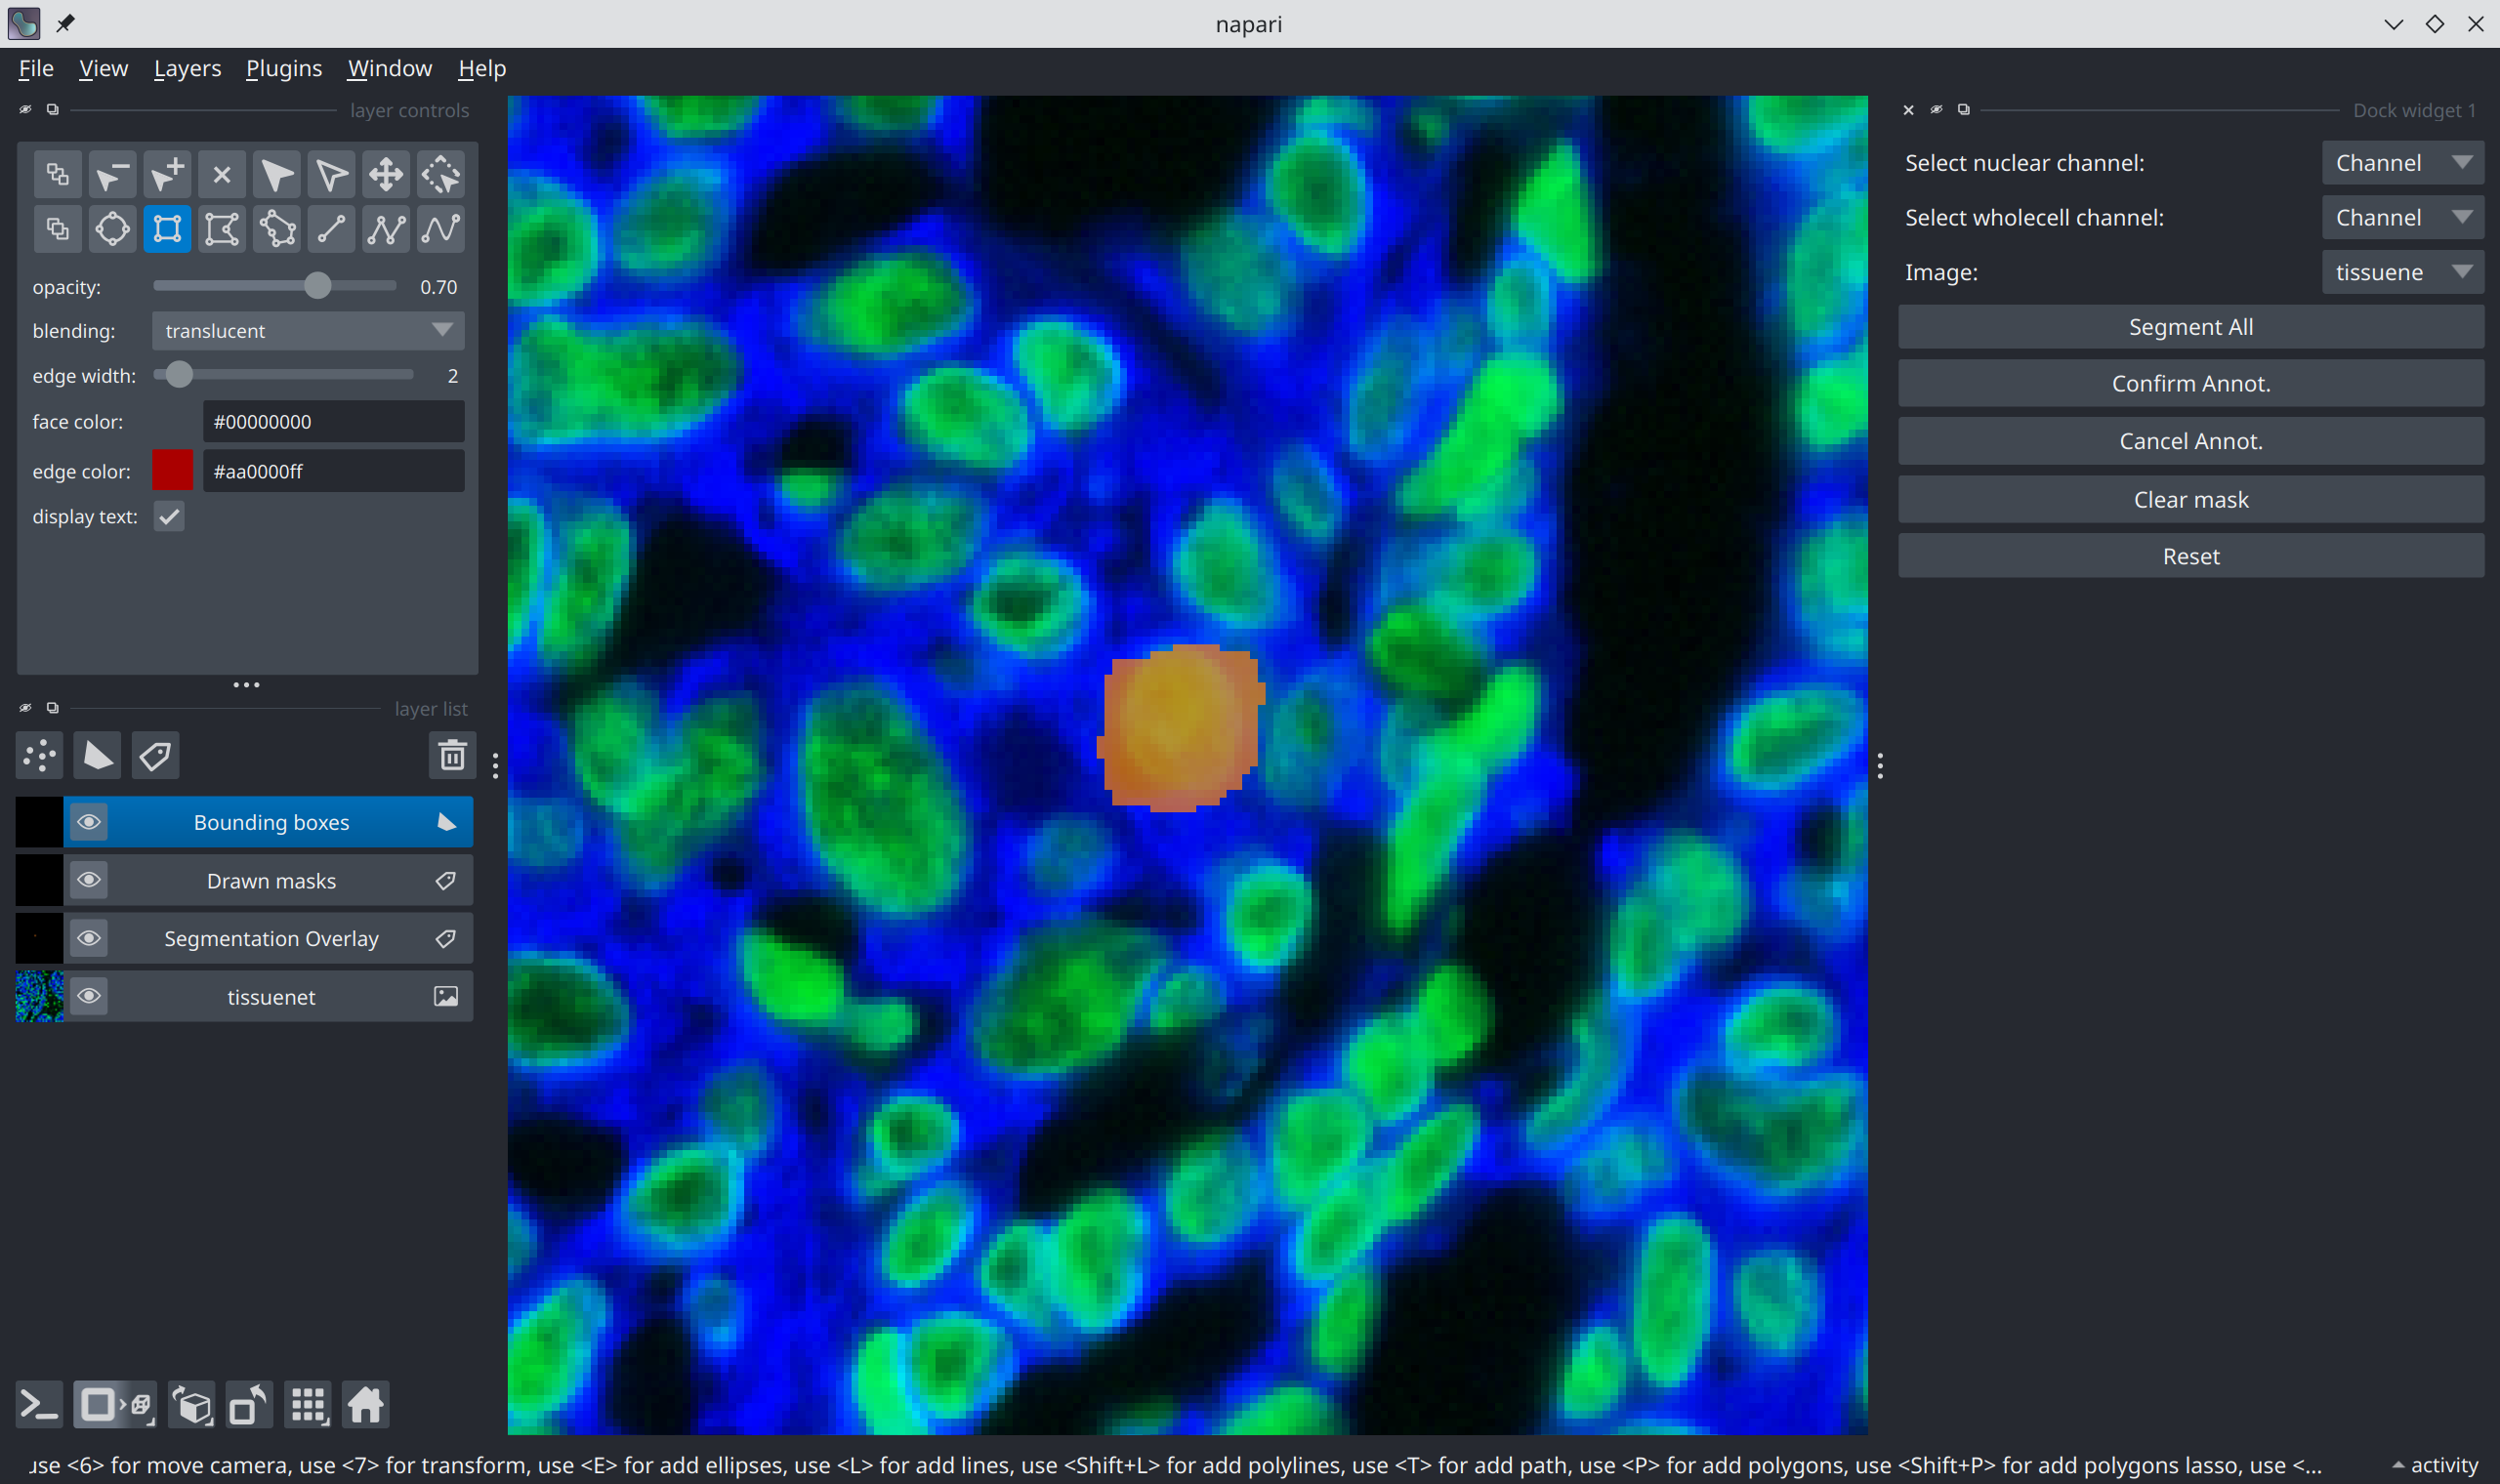 napari
File View Layers Plugins Window Help
layer controls
opacity: 0.70
blending: translucent
edge width: 2
face color: #00000000
edge color: #aa0000ff
display text:
layer list
Bounding boxes
Drawn masks
Segmentation Overlay
tissuenet
Dock widget 1
Select nuclear channel: Channel
Select wholecell channel: Channel
Image: tissuene
Segment All
Confirm Annot.
Cancel Annot.
Clear mask
Reset
use <6> for move camera, use <7> for transform, use <E> for add ellipses, use <L> for add lines, use <Shift+L> for add polylines, use <T> for add path, use <P> for add polygons, use <Shift+P> for add polygons lasso, use <... activity